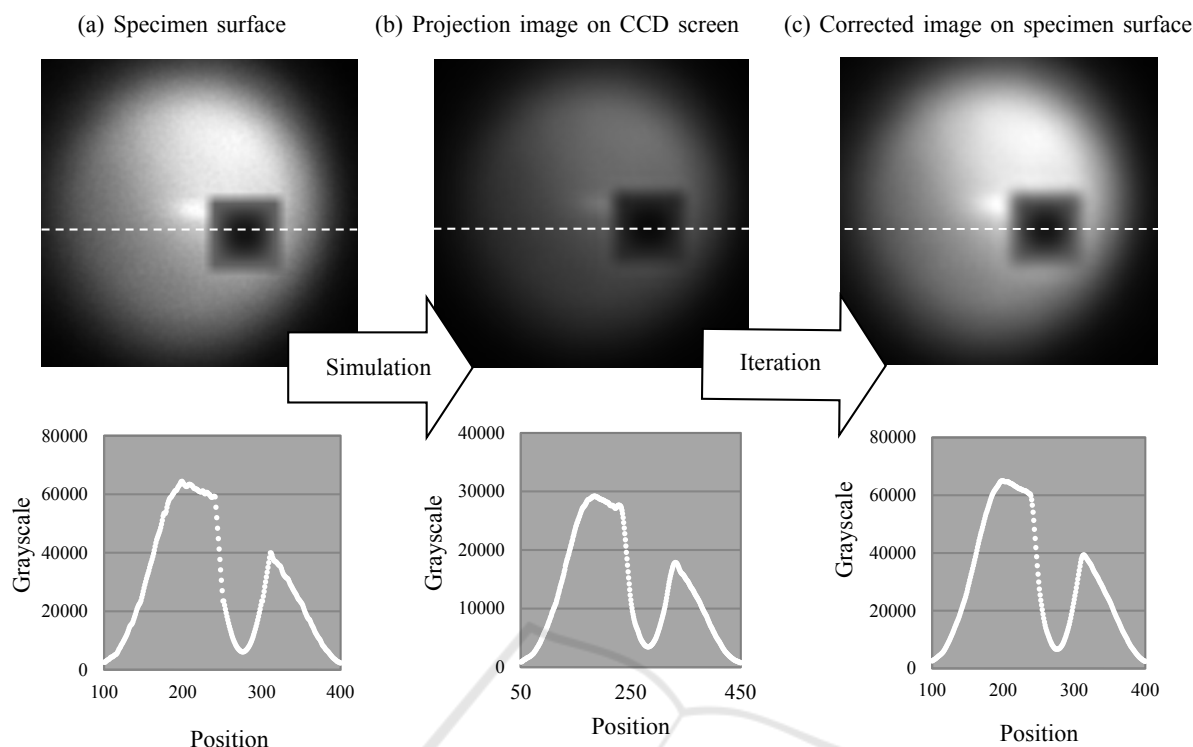 (a) Specimen surface
(b) Projection image on CCD screen
(c) Corrected image on specimen surface
Simulation
Iteration
80000
60000
40000
20000
0
Grayscale
100 200 300 400
Position
40000
30000
20000
10000
0
Grayscale
50 250 450
Position
80000
60000
40000
20000
0
Grayscale
100 200 300 400
Position